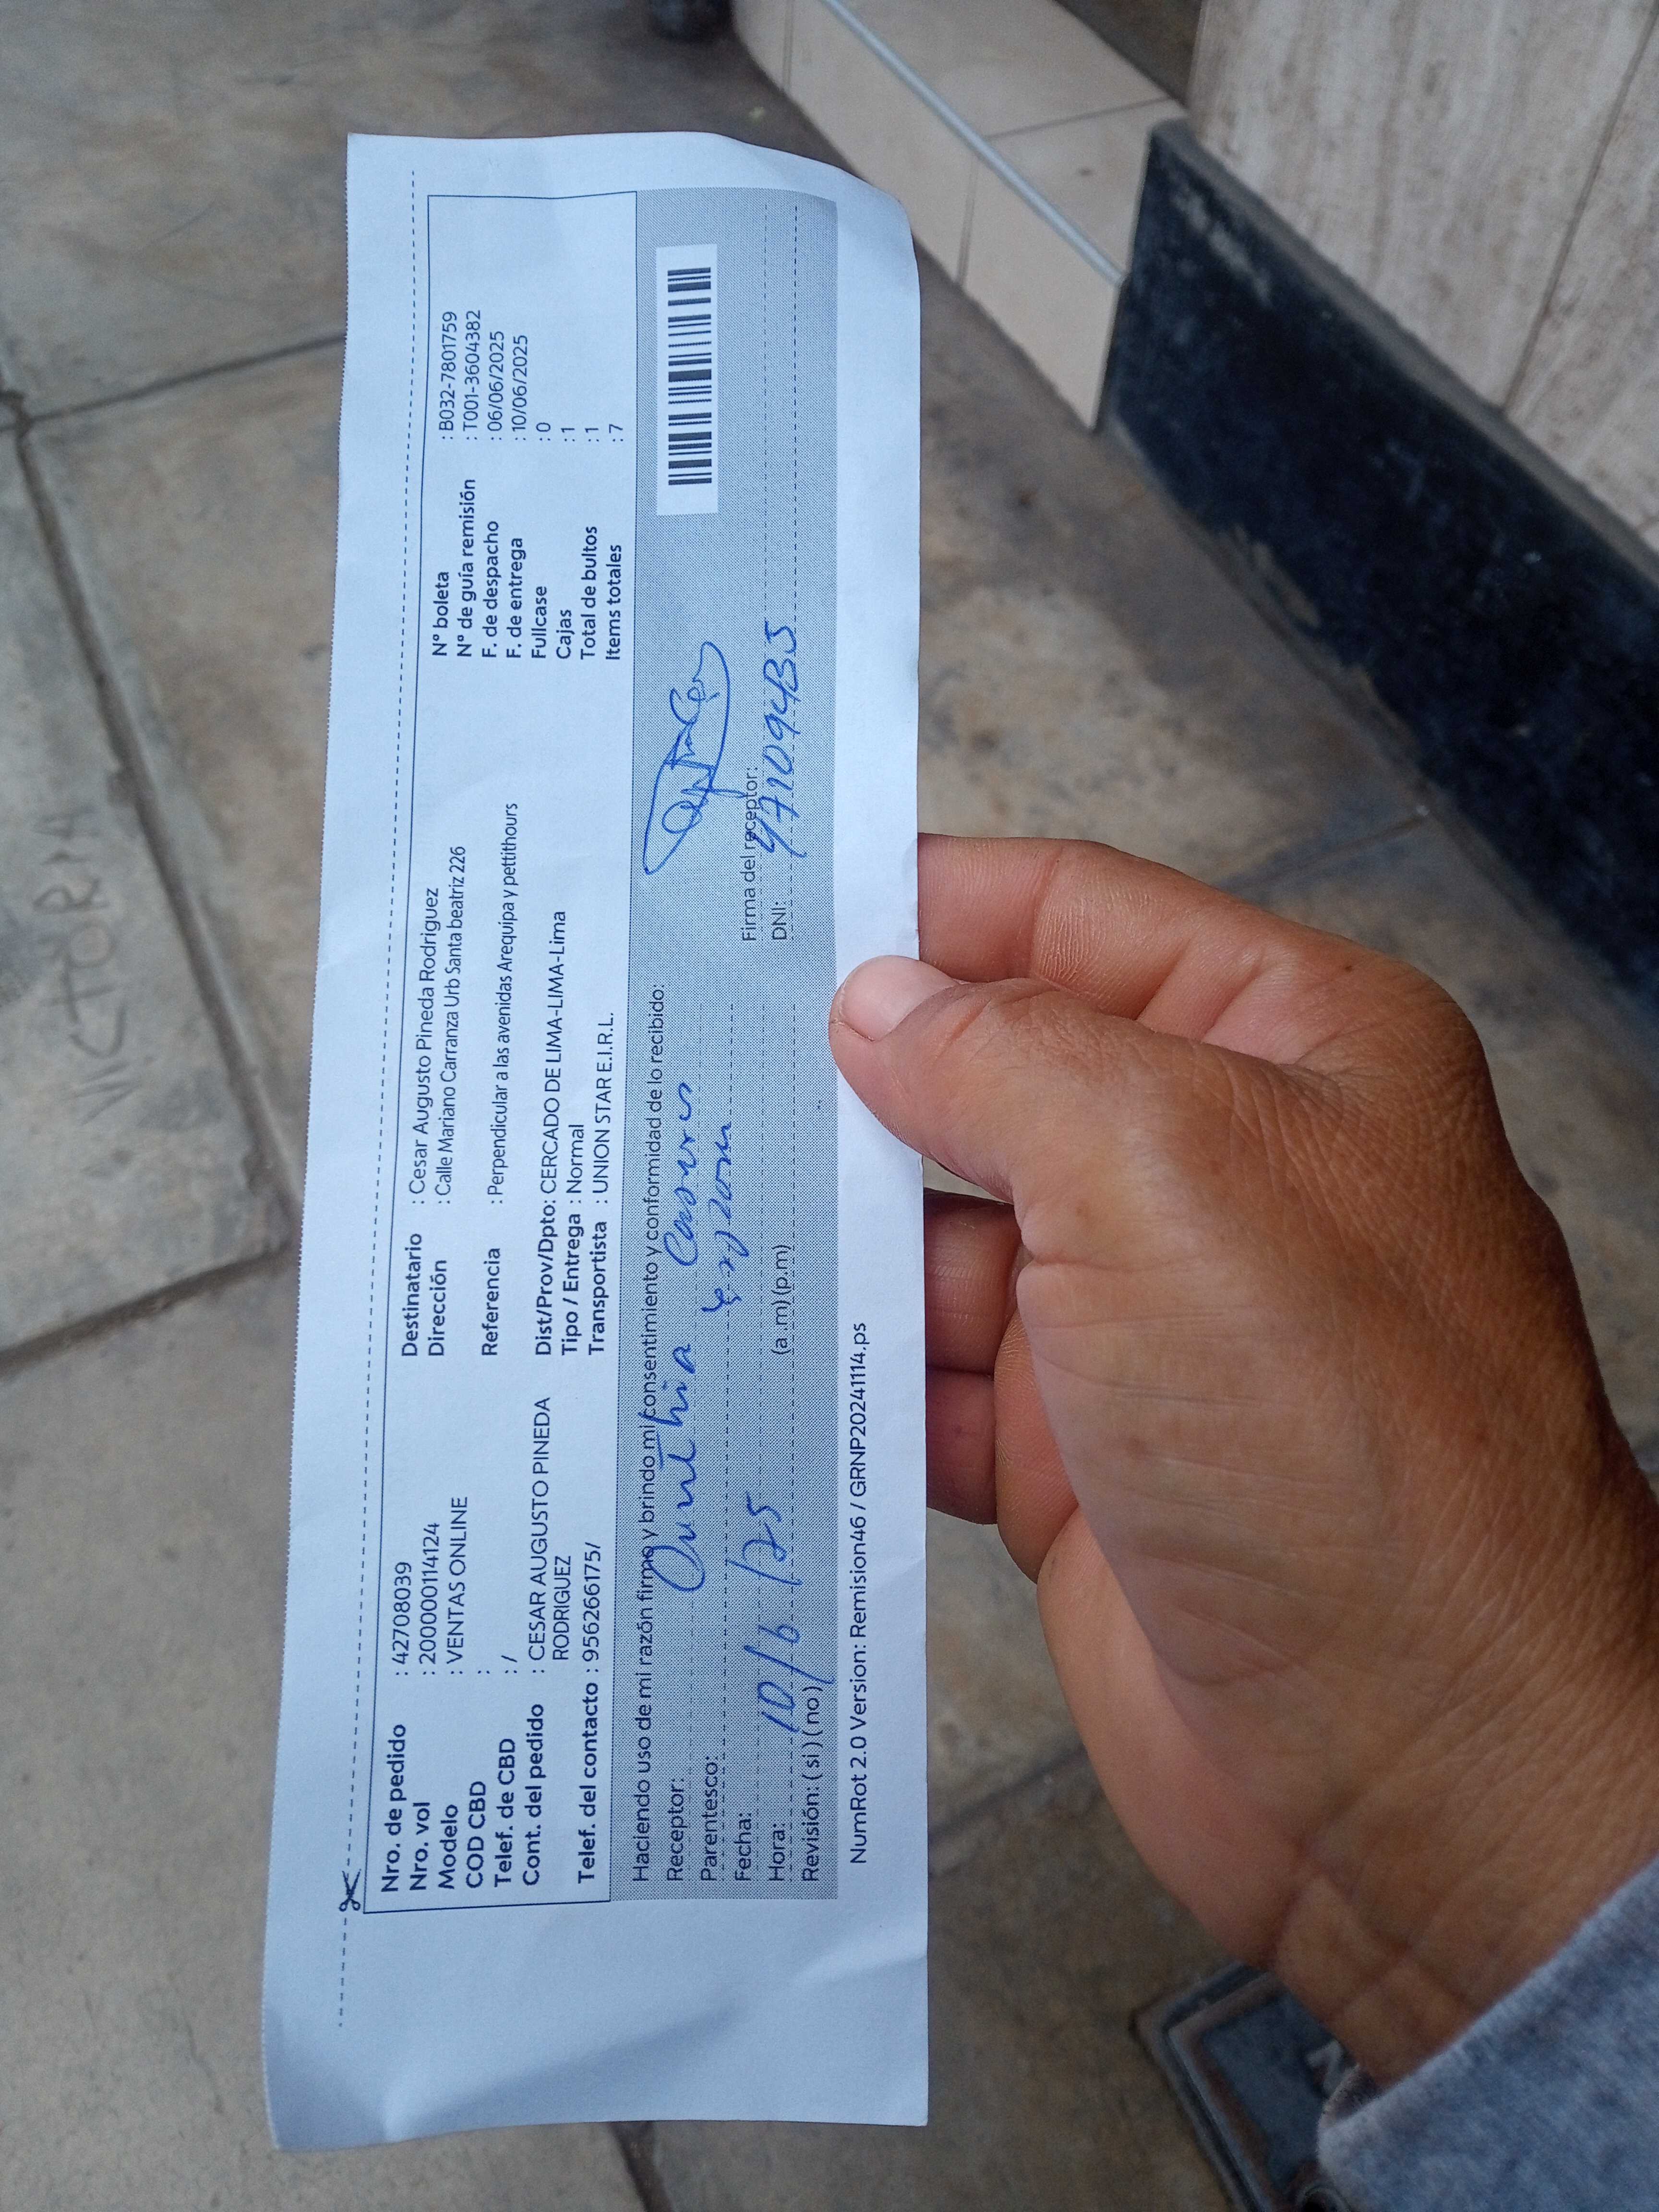 Nro. de pedido : 42708039
Nro. vol : 200000114124
Modelo : VENTAS ONLINE
COD CBD :
Telef. de CBD : /
Cont. del pedido : CESAR AUGUSTO PINEDA
RODRIGUEZ
Telef. del contacto : 956266175/
Destinatario : Cesar Augusto Pineda Rodriguez
Dirección : Calle Mariano Carranza Urb Santa beatriz 226
Referencia : Perpendicular a las avenidas Arequipa y pettithours
Dist/Prov/Dpto: CERCADO DE LIMA-LIMA-Lima
Tipo / Entrega : Normal
Transportista : UNION STAR E.I.R.L.
N° boleta : B032-7801759
N° de guía remisión : T001-3604382
F. de despacho : 06/06/2025
F. de entrega : 10/06/2025
Fullcase : 0
Cajas : 1
Total de bultos : 1
Items totales : 7
Haciendo uso de mi razón firmo y brindo mi consentimiento y conformidad de lo recibido:
Receptor:
Parentesco:
Fecha: 10/6/25
Hora: (a .m) (p.m)
Revisión: ( si ) ( no )
Firma del receptor:
DNI:
NumRot 2.0 Version: Remision46 / GRNP20241114.ps
VICTORIA